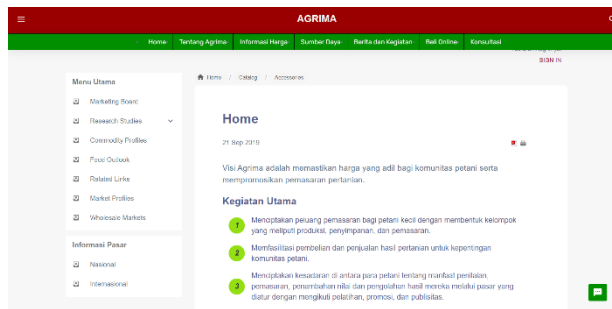 AGRIMA
Home Tentang Agrima Informasi Harga Sumber Daya Berita dan Kegiatan Beli Online Konsultasi
SIGN IN
Menu Utama
Marketing Board
Research Studies
Commodity Profiles
Food Outlook
Related Links
Market Profiles
Wholesale Markets
Informasi Pasar
Nasional
Internasional
Home / Catalog / Accessories
Home
21 Sep 2019
Visi Agrima adalah memastikan harga yang adil bagi komunitas petani serta
mempromosikan pemasaran pertanian.
Kegiatan Utama
1 Menciptakan peluang pemasaran bagi petani kecil dengan membentuk kelompok
yang meliputi produksi, penyimpanan, dan pemasaran.
2 Memfasilitasi pembelian dan penjualan hasil pertanian untuk kepentingan
komunitas petani.
3 Menciptakan kesadaran di antara para petani tentang manfaat penilaian,
pemasaran, penambahan nilai dan pengolahan hasil mereka melalui pasar yang
diatur dengan mengikuti pelatihan, promosi, dan publisitas.